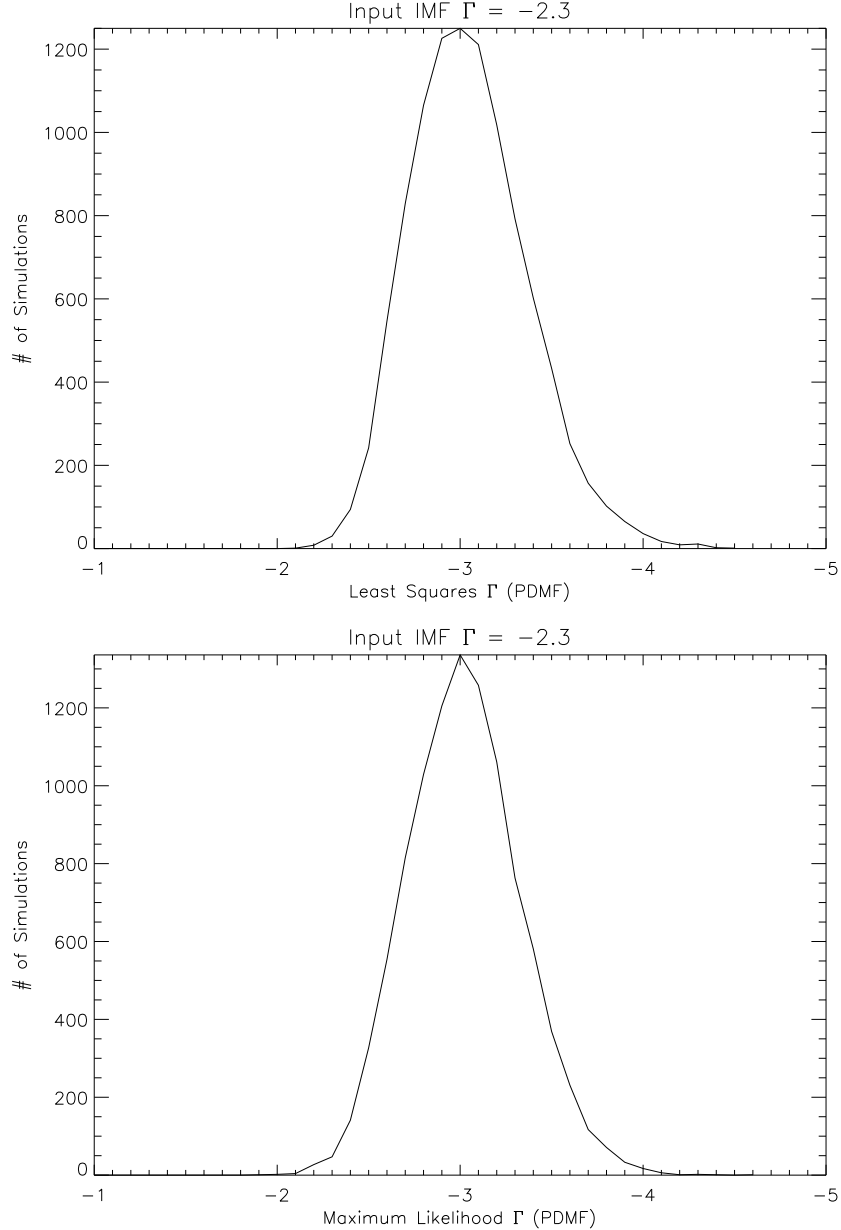 Input IMF Γ = −2.3
1200
1000
800
600
400
200
0
# of Simulations
−1 −2 −3 −4 −5
Least Squares Γ (PDMF)
Input IMF Γ = −2.3
1200
1000
800
600
400
200
0
# of Simulations
−1 −2 −3 −4 −5
Maximum Likelihood Γ (PDMF)